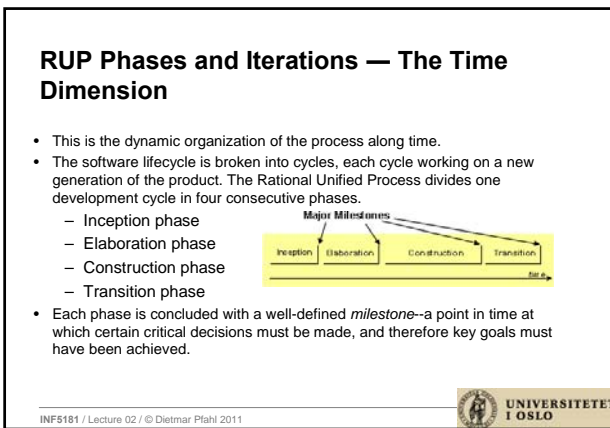 RUP Phases and Iterations — The Time
Dimension
• This is the dynamic organization of the process along time.
• The software lifecycle is broken into cycles, each cycle working on a new
generation of the product. The Rational Unified Process divides one
development cycle in four consecutive phases.
– Inception phase
– Elaboration phase
– Construction phase
– Transition phase
Major Milestones
Inception Elaboration Construction Transition
time
• Each phase is concluded with a well-defined milestone--a point in time at
which certain critical decisions must be made, and therefore key goals must
have been achieved.
INF5181 / Lecture 02 / © Dietmar Pfahl 2011
UNIVERSITETET
I OSLO